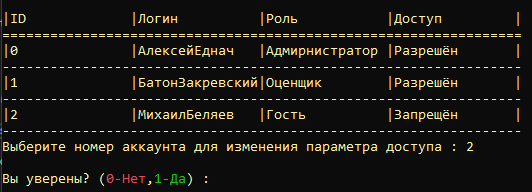 |ID |Логин |Роль |Доступ |
|0 |АлексейЕднач |Адмирнистратор |Разрешён |
|1 |БатонЗакревский|Оценщик |Разрешён |
|2 |МихаилБеляев |Гость |Запрещён |
Выберите номер аккаунта для изменения параметра доступа : 2
Вы уверены? (0-Нет,1-Да) :